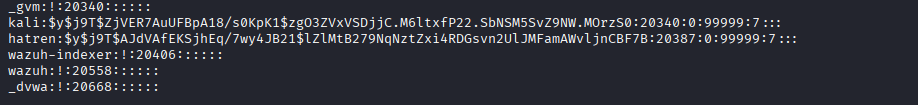 _gvm:!:20340::::::
kali:$y$j9T$ZjVER7AuUFBpA18/s0KpK1$zgO3ZVxVSDjjC.M6ltxfP22.SbNSM5SvZ9NW.MOrzS0:20340:0:99999:7:::
hatren:$y$j9T$AJdVAfEKSjhEq/7wy4JB21$lZlMtB279NqNztZxi4RDGsvn2UlJMFamAWvljnCBF7B:20387:0:99999:7:::
wazuh-indexer:!:20406::::::
wazuh:!:20558::::::
_dvwa:!:20668::::::